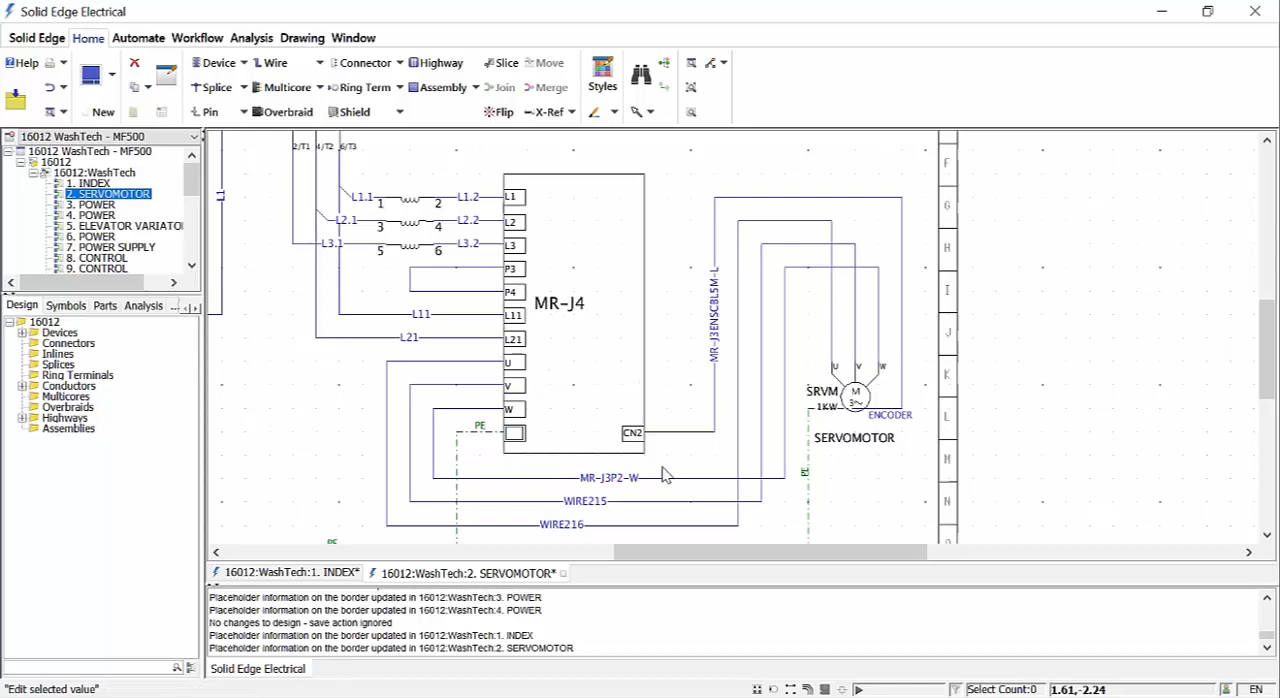 Solid Edge Electrical
Solid Edge Home Automate Workflow Analysis Drawing Window
Help Device Wire Connector Highway Slice Move
Splice Multicore Ring Term Assembly Join Merge Styles
New Pin Overbraid Shield Flip X-Ref
16012 WashTech - MF500
16012 WashTech - MF500
16012
16012:WashTech
1. INDEX
2. SERVOMOTOR
3. POWER
4. POWER
5. ELEVATOR VARIATO
6. POWER
7. POWER SUPPLY
8. CONTROL
9. CONTROL
Design Symbols Parts Analysis ...
16012
Devices
Connectors
Inlines
Splices
Ring Terminals
Conductors
Multicores
Overbraids
Highways
Assemblies
2/T1 4/T2 6/T3
L1
L1.1 1 2 L1.2 L1
L2.1 3 4 L2.2 L2
L3.1 5 6 L3.2 L3
P3
P4
MR-J4
L11 L11
L21 L21
U
V
W
PE
CN2
MR-J3ENSCBL5M-L
U V W
SRVM
1KW
M
3~
ENCODER
SERVOMOTOR
PE
MR-J3P2-W
WIRE215
WIRE216
PE
F
G
H
I
J
K
L
M
N
16012:WashTech:1. INDEX* 16012:WashTech:2. SERVOMOTOR*
Placeholder information on the border updated in 16012:WashTech:3. POWER
Placeholder information on the border updated in 16012:WashTech:4. POWER
No changes to design - save action ignored
Placeholder information on the border updated in 16012:WashTech:1. INDEX
Placeholder information on the border updated in 16012:WashTech:2. SERVOMOTOR
Solid Edge Electrical
"Edit selected value" Select Count:0 1.61,-2.24 EN